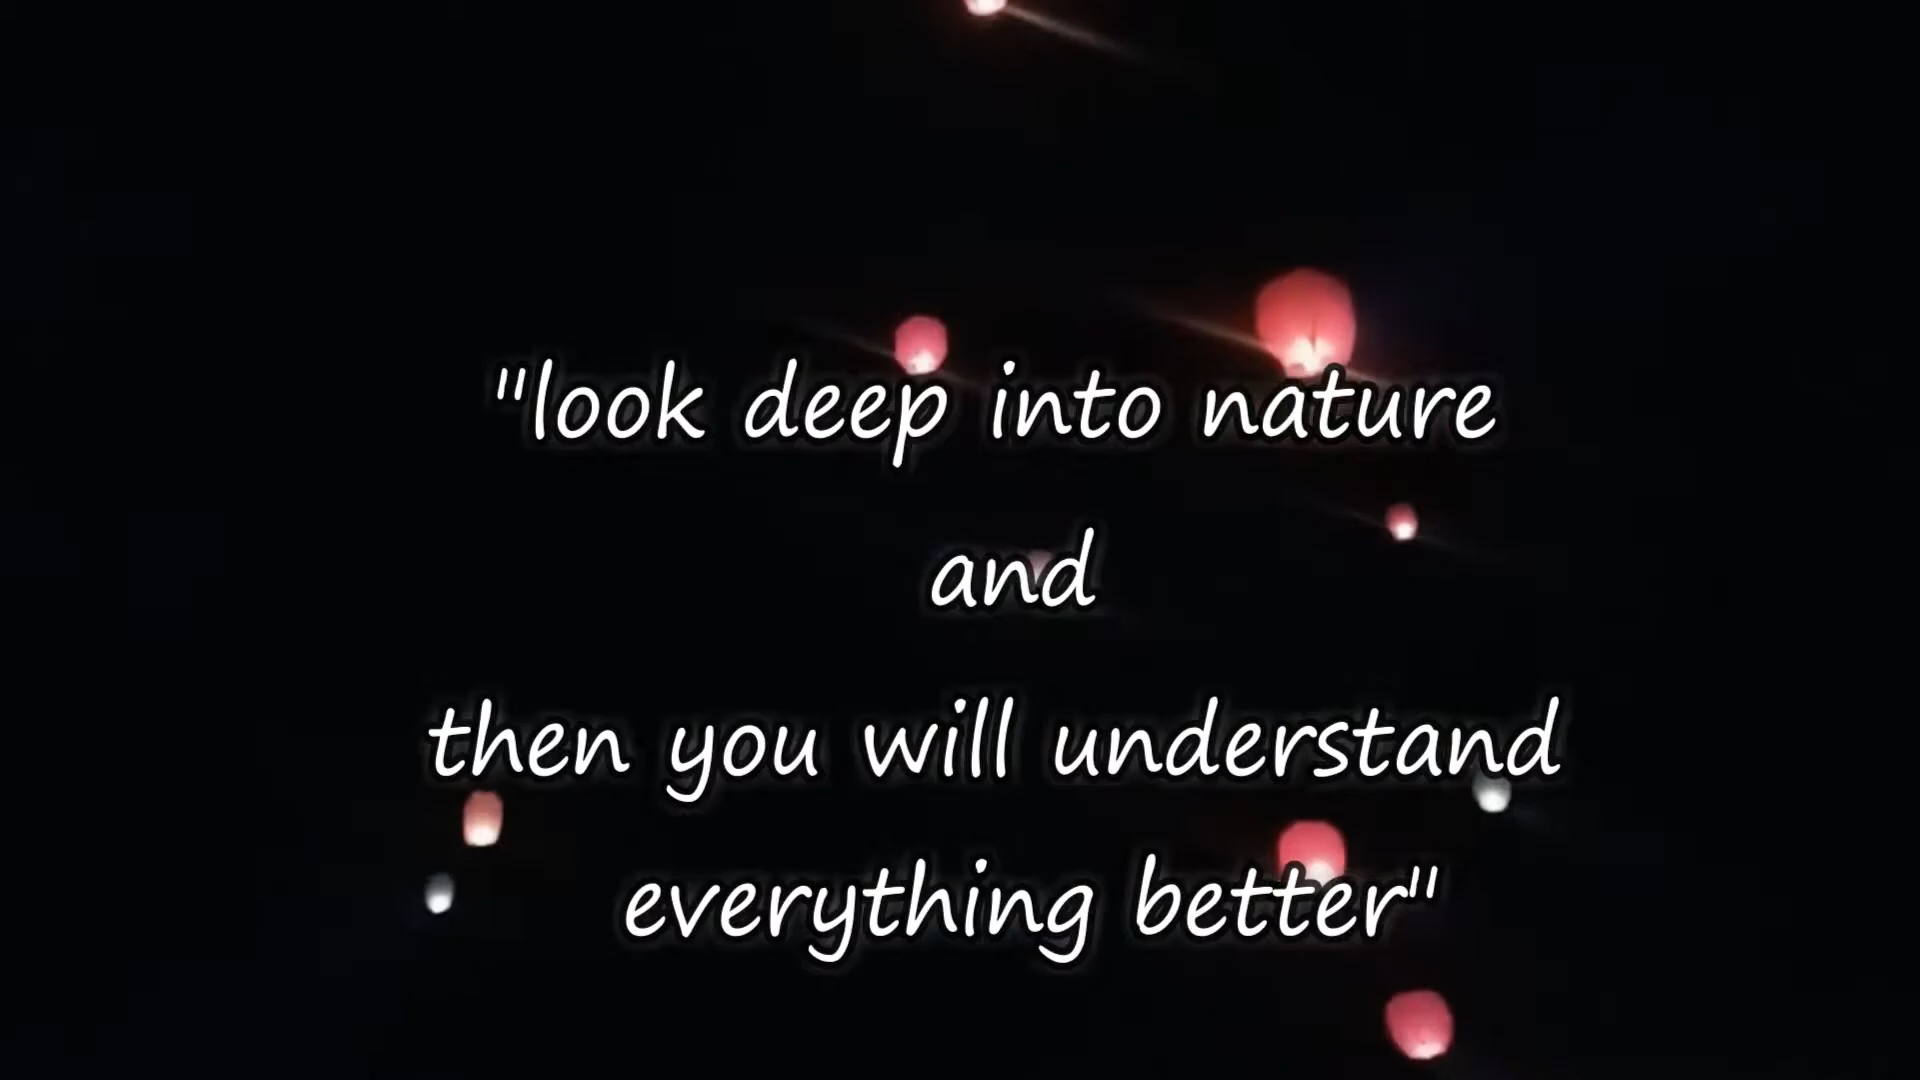 "look deep into nature
and
then you will understand
everything better"